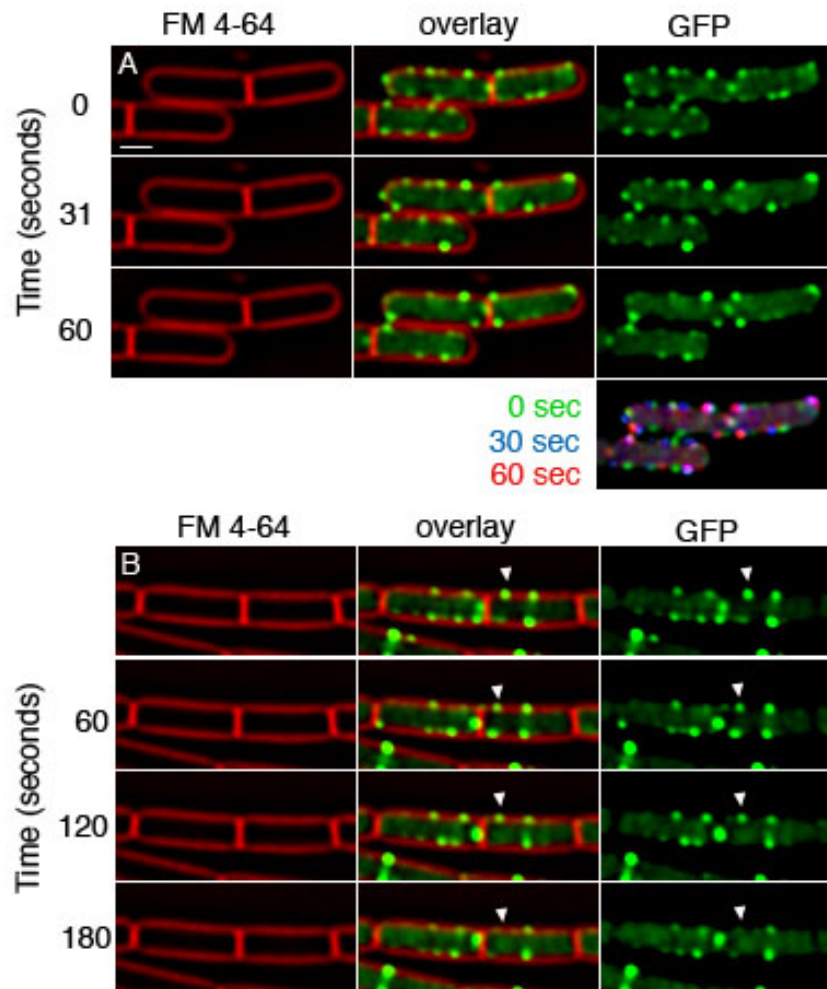 FM 4-64 overlay GFP
A
Time (seconds)
0
31
60
0 sec
30 sec
60 sec
FM 4-64 overlay GFP
B
Time (seconds)
60
120
180